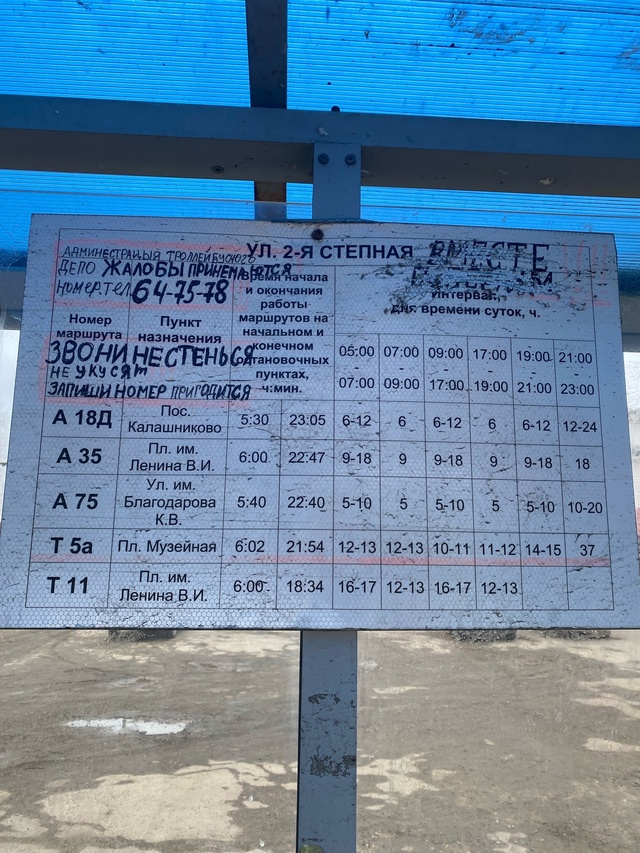 АДМИНИСТРАЦЫЯ ТРОЛЛЕЙБУСНОГО
ДЕПО ЖАЛОБЫ ПРИНЕМАЮТСЯ
НОМЕР.ТЕЛ 64-75-78
УЛ. 2-Я СТЕПНАЯ
ВМЕСТЕ
Номер маршрута
Пункт назначения
ЗВОНИ НЕСТЕНЬСЯ
НЕ УКУСЯТ
ЗАПИШИ НОМЕР ПРИГОДИТСЯ
Время начала
и окончания
работы
маршрутов на
начальном и
конечном
остановочных
пунктах,
ч:мин.
Интервал,
для времени суток, ч.
05:00 07:00 09:00 17:00 19:00 21:00
07:00 09:00 17:00 19:00 21:00 23:00
А 18Д Пос. Калашниково 5:30 23:05 6-12 6 6-12 6 6-12 12-24
А 35 Пл. им. Ленина В.И. 6:00 22:47 9-18 9 9-18 9 9-18 18
А 75 Ул. им. Благодарова К.В. 5:40 22:40 5-10 5 5-10 5 5-10 10-20
Т 5а Пл. Музейная 6:02 21:54 12-13 12-13 10-11 11-12 14-15 37
Т 11 Пл. им. Ленина В.И. 6:00 18:34 16-17 12-13 16-17 12-13